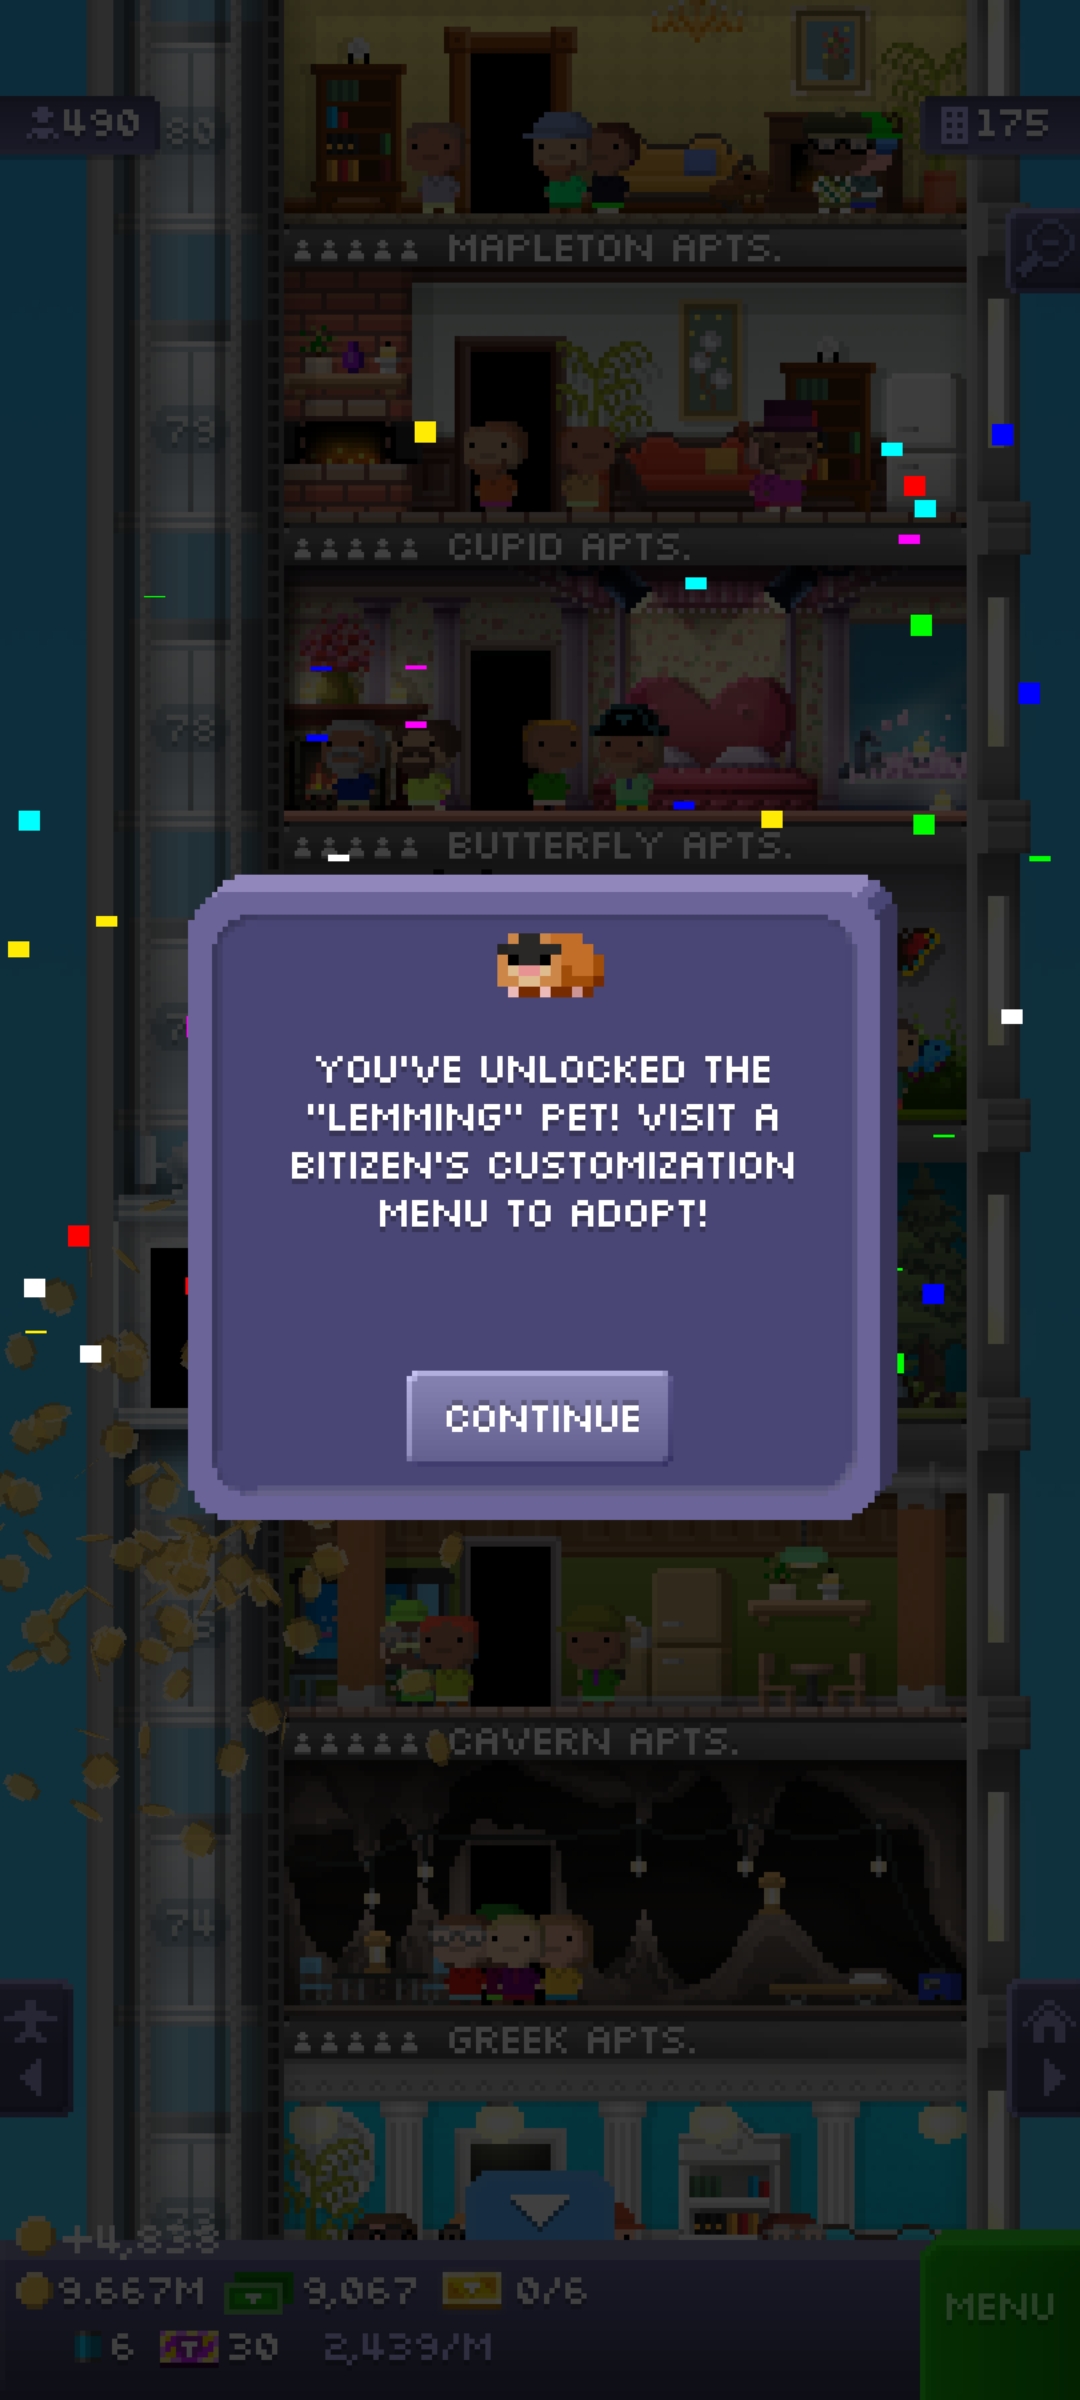 490
80
175
MAPLETON APTS.
79
CUPID APTS.
78
BUTTERFLY APTS.
YOU'VE UNLOCKED THE
"LEMMING" PET! VISIT A
BITIZEN'S CUSTOMIZATION
MENU TO ADOPT!
CONTINUE
CAVERN APTS.
74
GREEK APTS.
73
+4,838
9.667M 9,067 0/6
MENU
6 30 2,439/M